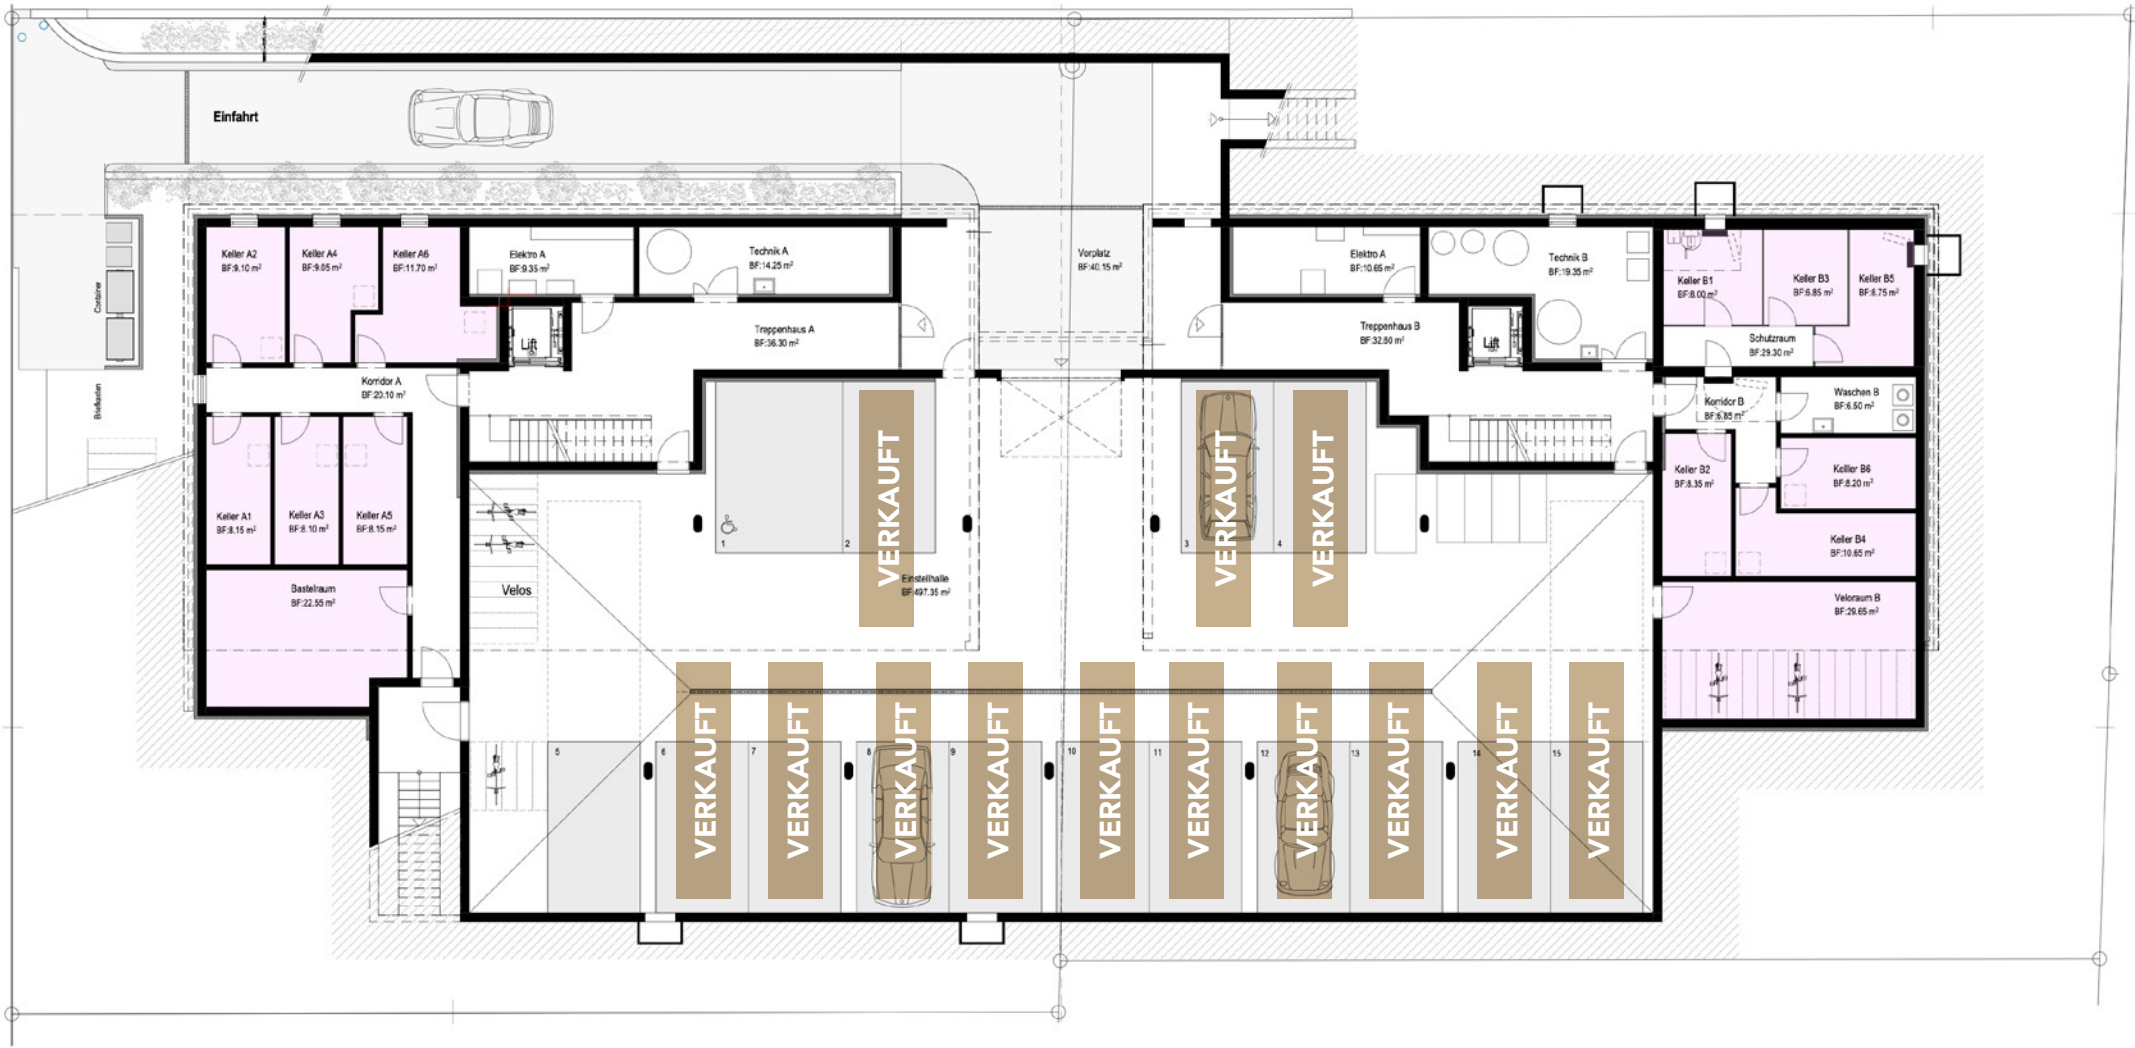 Einfahrt
Container
Briefkasten
Keller A2
BF:9.10 m²
Keller A4
BF:9.05 m²
Keller A6
BF:11.70 m²
Elektro A
BF:9.35 m²
Technik A
BF:14.25 m²
Vorplatz
BF:40.15 m²
Elektro A
BF:10.65 m²
Technik B
BF:19.35 m²
Keller B1
BF:8.00 m²
Keller B3
BF:6.85 m²
Keller B5
BF:8.75 m²
Lift
Treppenhaus A
BF:36.30 m²
Treppenhaus B
BF:32.80 m²
Lift
Schutzraum
BF:29.30 m²
Korridor A
BF:20.10 m²
Korridor B
BF:6.85 m²
Waschen B
BF:6.50 m²
Keller A1
BF:8.15 m²
Keller A3
BF:8.10 m²
Keller A5
BF:8.15 m²
Keller B2
BF:8.35 m²
Kelller B6
BF:8.20 m²
Keller B4
BF:10.65 m²
1
2
VERKAUFT
3
VERKAUFT
4
VERKAUFT
Einstellhalle
BF:497.35 m²
Velos
Bastelraum
BF:22.55 m²
Veloraum B
BF:29.65 m²
5
6
VERKAUFT
7
VERKAUFT
8
VERKAUFT
9
VERKAUFT
10
VERKAUFT
11
VERKAUFT
12
VERKAUFT
13
VERKAUFT
14
VERKAUFT
15
VERKAUFT